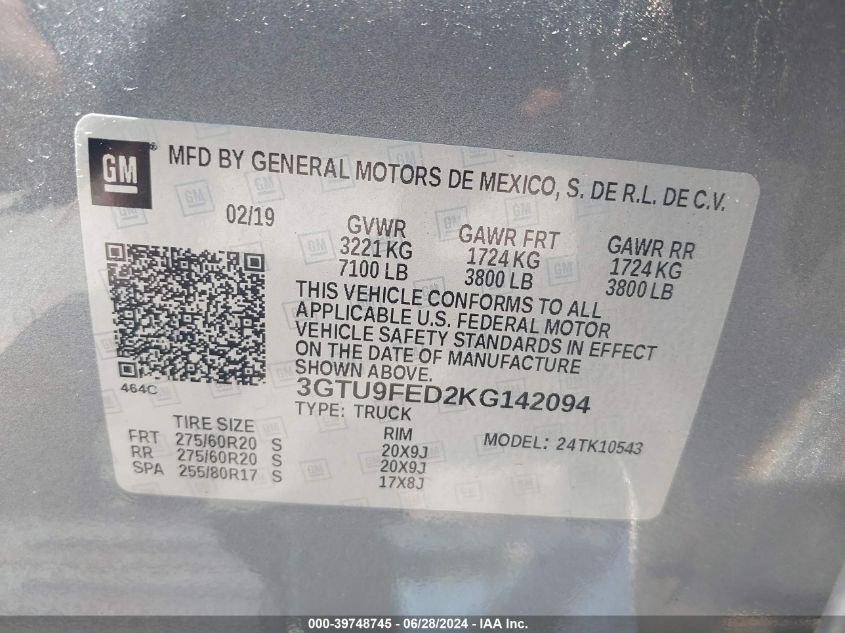 GM
MFD BY GENERAL MOTORS DE MEXICO, S. DE R.L. DE C.V.
02/19
GVWR
3221 KG
7100 LB
GAWR FRT
1724 KG
3800 LB
GAWR RR
1724 KG
3800 LB
THIS VEHICLE CONFORMS TO ALL
APPLICABLE U.S. FEDERAL MOTOR
VEHICLE SAFETY STANDARDS IN EFFECT
ON THE DATE OF MANUFACTURE
SHOWN ABOVE.
464C
3GTU9FED2KG142094
TYPE: TRUCK
TIRE SIZE RIM MODEL: 24TK10543
FRT 275/60R20 S 20X9J
RR 275/60R20 S 20X9J
SPA 255/80R17 S 17X8J
000-39748745 - 06/28/2024 - IAA Inc.